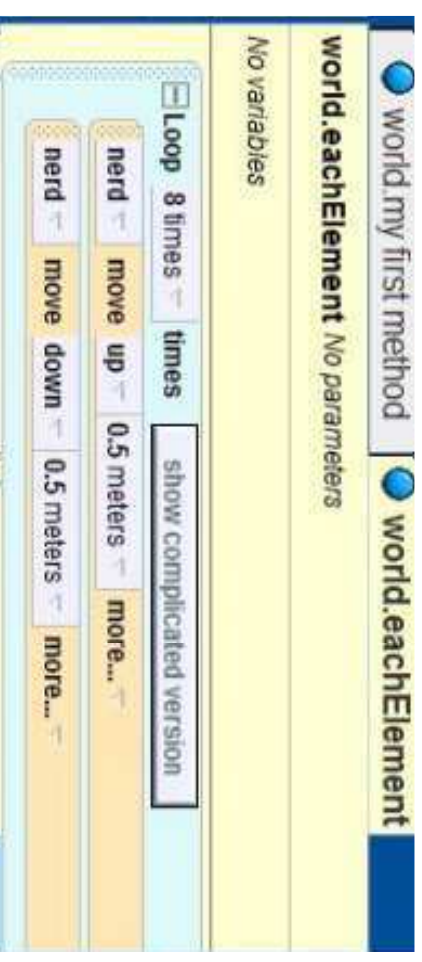 world.my first method world.eachElement
world.eachElement No parameters
No variables
Loop 8 times times show complicated version
nerd move up 0.5 meters more...
nerd move down 0.5 meters more...